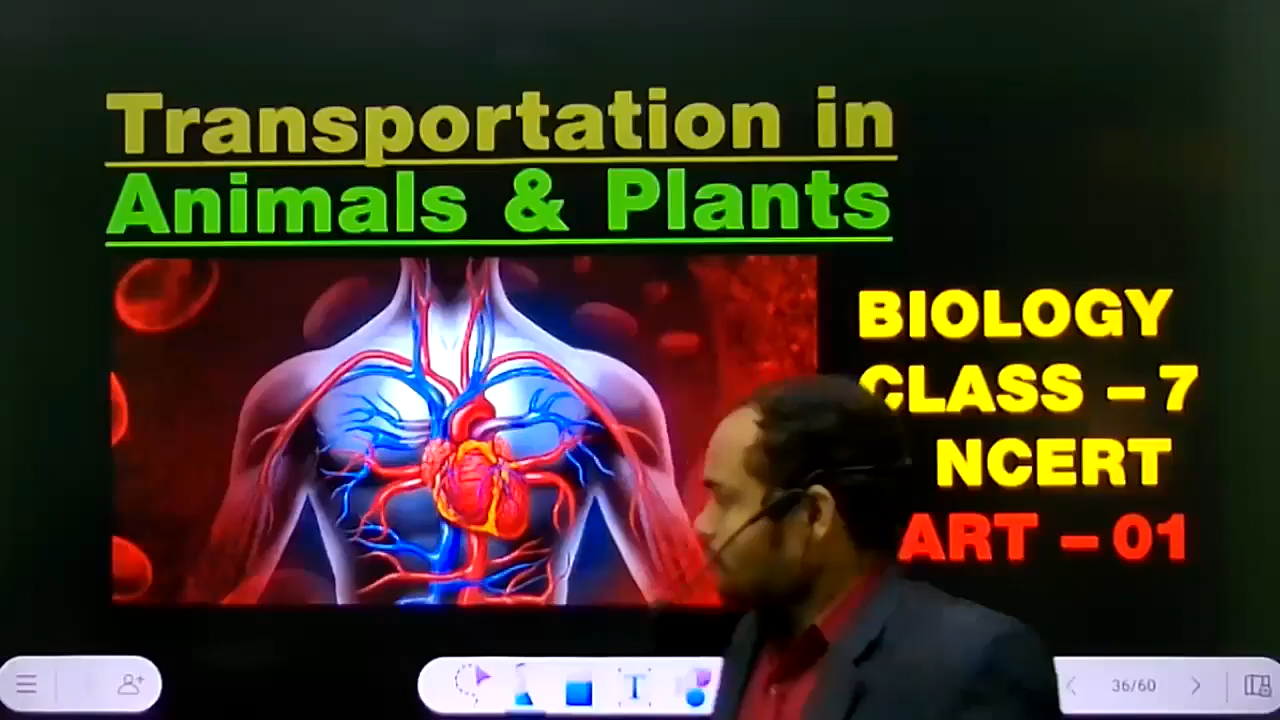 Transportation in
Animals & Plants
BIOLOGY
CLASS – 7
NCERT
ART – 01
T
36/60